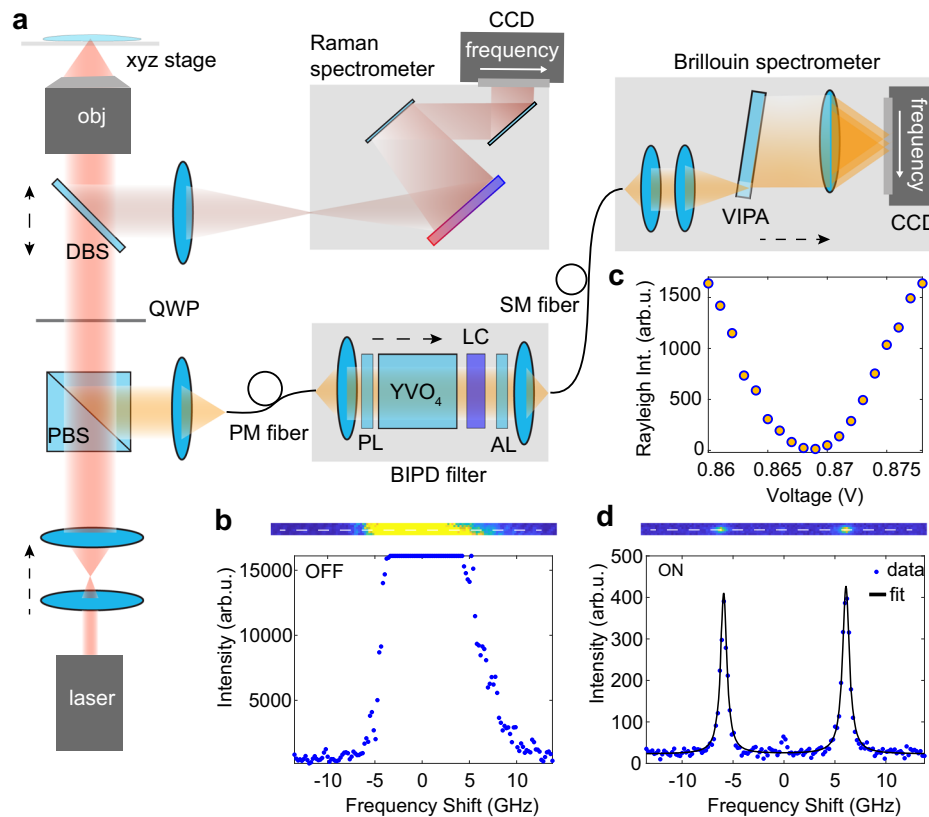 a
xyz stage
obj
DBS
QWP
PBS
laser
Raman
spectrometer
CCD
frequency
Brillouin spectrometer
VIPA
frequency
CCD
SM fiber
PM fiber
PL
YVO4
LC
AL
BIPD filter
c
Rayleigh Int. (arb.u.)
1500
1000
500
0
0.86
0.865
0.87
0.875
Voltage (V)
b
OFF
Intensity (arb.u.)
15000
10000
5000
-10
-5
0
5
10
Frequency Shift (GHz)
d
ON
data
fit
Intensity (arb.u.)
500
400
300
200
100
0
-10
-5
0
5
10
Frequency Shift (GHz)